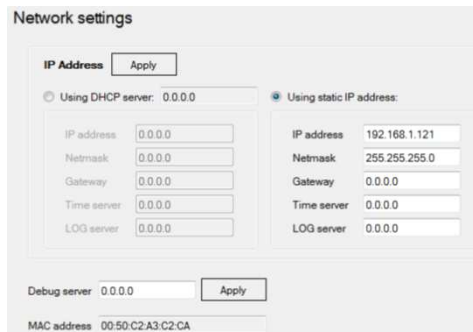 Network settings
IP Address Apply
Using DHCP server: 0.0.0.0 Using static IP address:
IP address 0.0.0.0 IP address 192.168.1.121
Netmask 0.0.0.0 Netmask 255.255.255.0
Gateway 0.0.0.0 Gateway 0.0.0.0
Time server 0.0.0.0 Time server 0.0.0.0
LOG server 0.0.0.0 LOG server 0.0.0.0
Debug server 0.0.0.0 Apply
MAC address 00:50:C2:A3:C2:CA